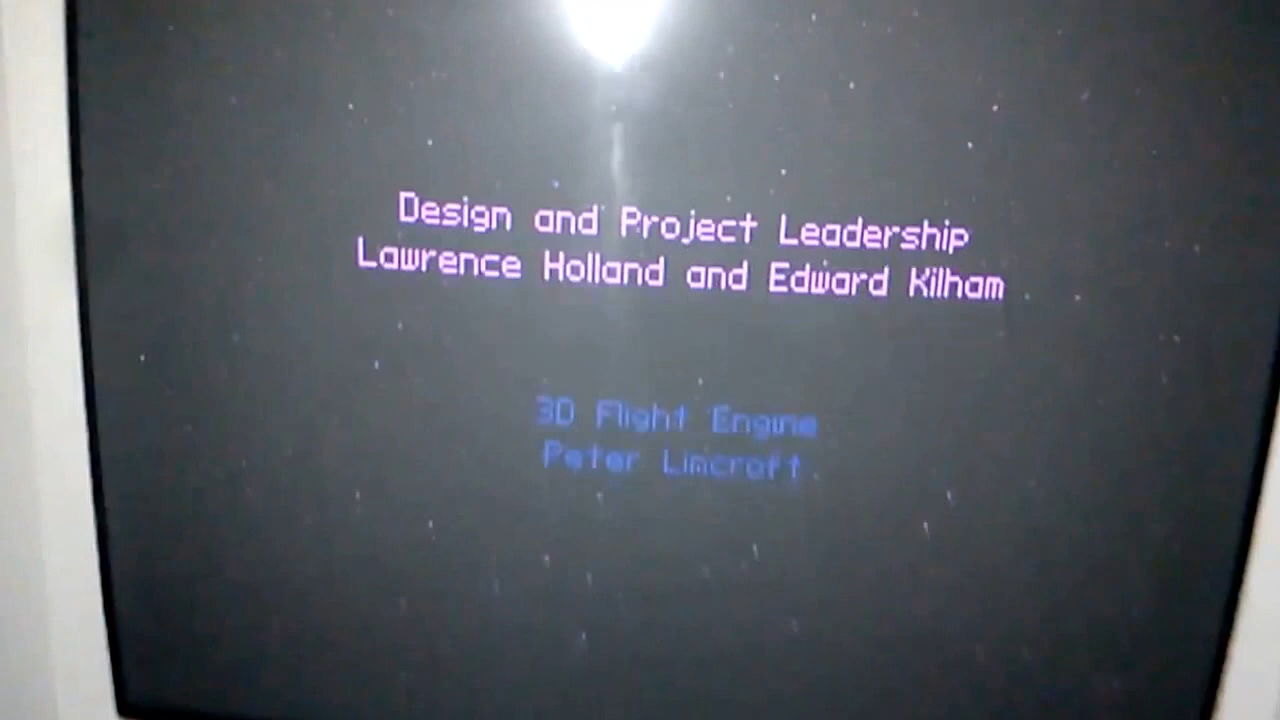 Design and Project Leadership
Lawrence Holland and Edward Kilham
3D Flight Engine
Peter Lincroft